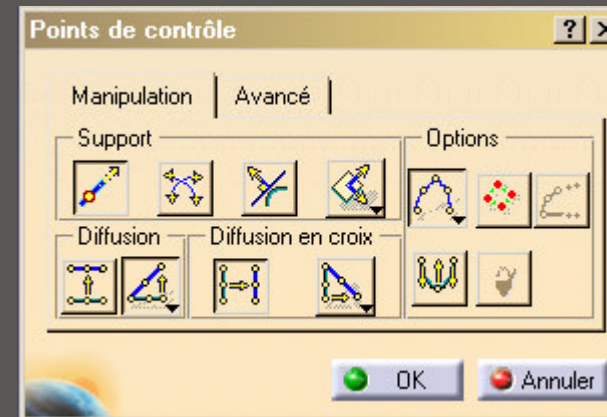 Points de contrôle
Manipulation Avancé
Support Options
Diffusion Diffusion en croix
OK Annuler